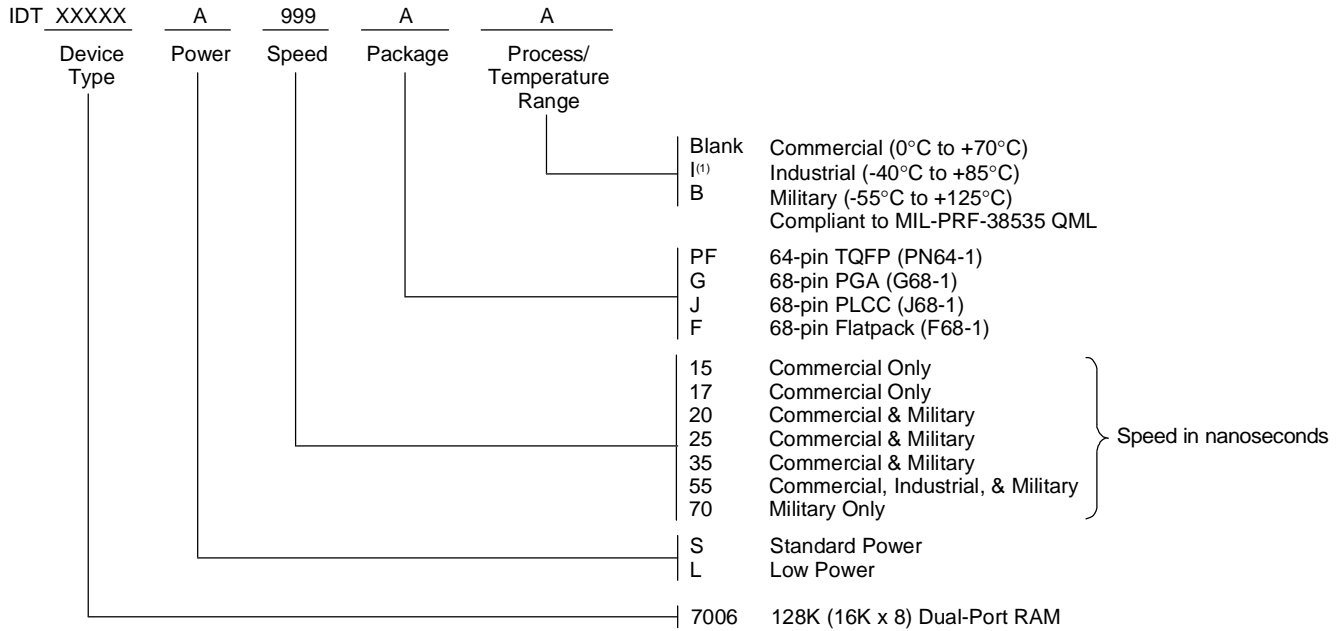 IDT XXXXX A 999 A A
Device Type Power Speed Package Process/ Temperature Range
Blank Commercial (0°C to +70°C)
I(1) Industrial (-40°C to +85°C)
B Military (-55°C to +125°C)
Compliant to MIL-PRF-38535 QML
PF 64-pin TQFP (PN64-1)
G 68-pin PGA (G68-1)
J 68-pin PLCC (J68-1)
F 68-pin Flatpack (F68-1)
15 Commercial Only
17 Commercial Only
20 Commercial & Military
25 Commercial & Military
35 Commercial & Military
55 Commercial, Industrial, & Military
70 Military Only
Speed in nanoseconds
S Standard Power
L Low Power
7006 128K (16K x 8) Dual-Port RAM